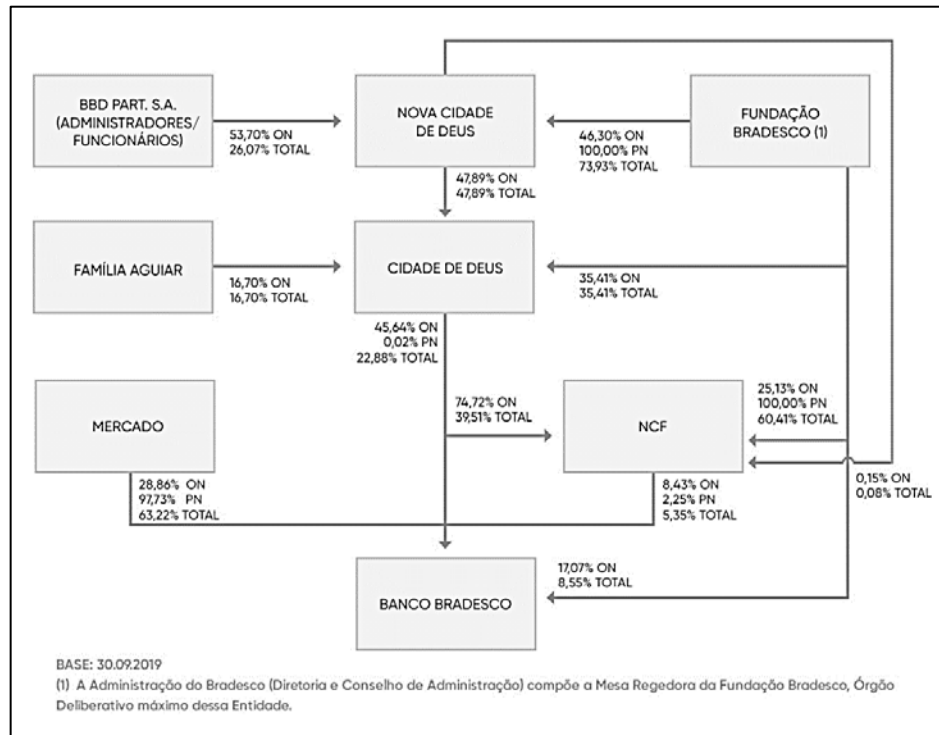 BBD PART. S.A.
(ADMINISTRADORES/
FUNCIONÁRIOS)
53,70% ON
26,07% TOTAL
NOVA CIDADE
DE DEUS
46,30% ON
100,00% PN
73,93% TOTAL
FUNDAÇÃO
BRADESCO (1)
47,89% ON
47,89% TOTAL
FAMÍLIA AGUIAR
16,70% ON
16,70% TOTAL
CIDADE DE DEUS
35,41% ON
35,41% TOTAL
45,64% ON
0,02% PN
22,88% TOTAL
MERCADO
74,72% ON
39,51% TOTAL
NCF
25,13% ON
100,00% PN
60,41% TOTAL
0,15% ON
0,08% TOTAL
28,86% ON
97,73% PN
63,22% TOTAL
8,43% ON
2,25% PN
5,35% TOTAL
BANCO BRADESCO
17,07% ON
8,55% TOTAL
BASE: 30.09.2019
(1) A Administração do Bradesco (Diretoria e Conselho de Administração) compõe a Mesa Regedora da Fundação Bradesco, Órgão
Deliberativo máximo dessa Entidade.